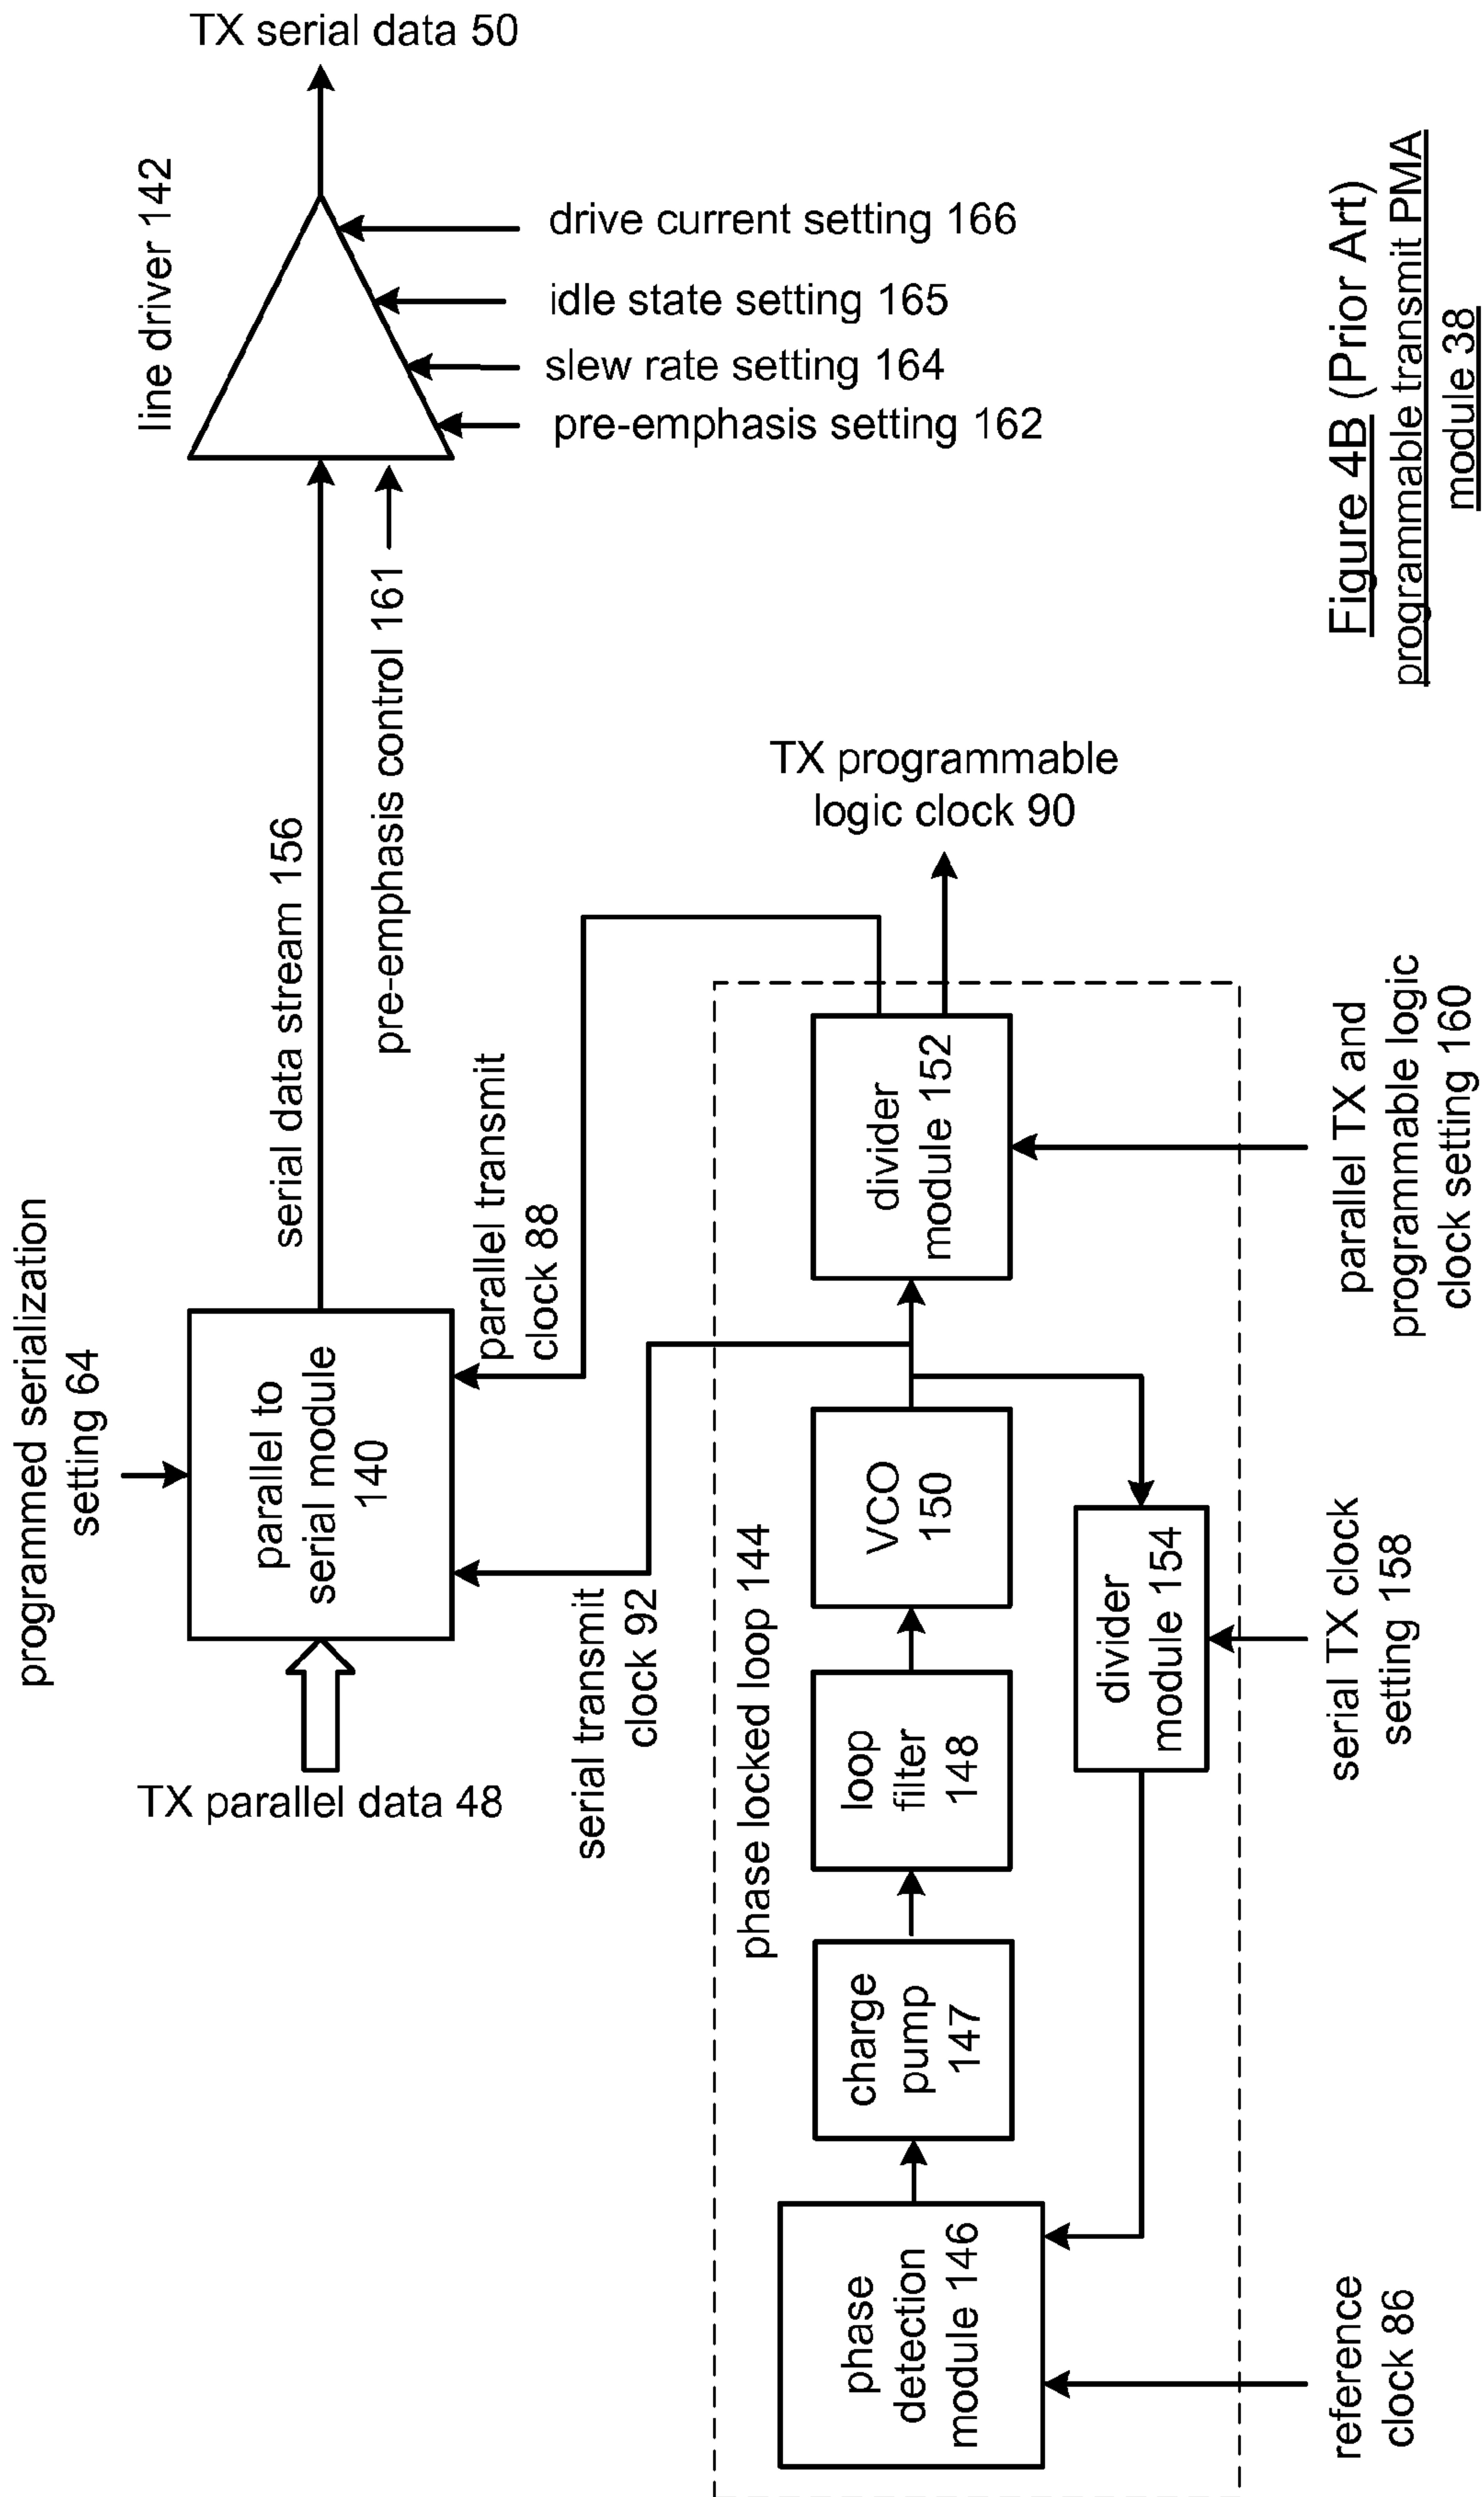 programmed serialization
setting 64
TX parallel data 48
parallel to
serial module
140
serial data stream 156
line driver 142
TX serial data 50
pre-emphasis control 161
drive current setting 166
idle state setting 165
slew rate setting 164
pre-emphasis setting 162
parallel transmit
clock 88
serial transmit
clock 92
phase locked loop 144
TX programmable
logic clock 90
phase
detection
module 146
charge
pump
147
loop
filter
148
VCO
150
divider
module 152
divider
module 154
reference
clock 86
serial TX clock
setting 158
parallel TX and
programmable logic
clock setting 160
Figure 4B (Prior Art)
programmable transmit PMA
module 38